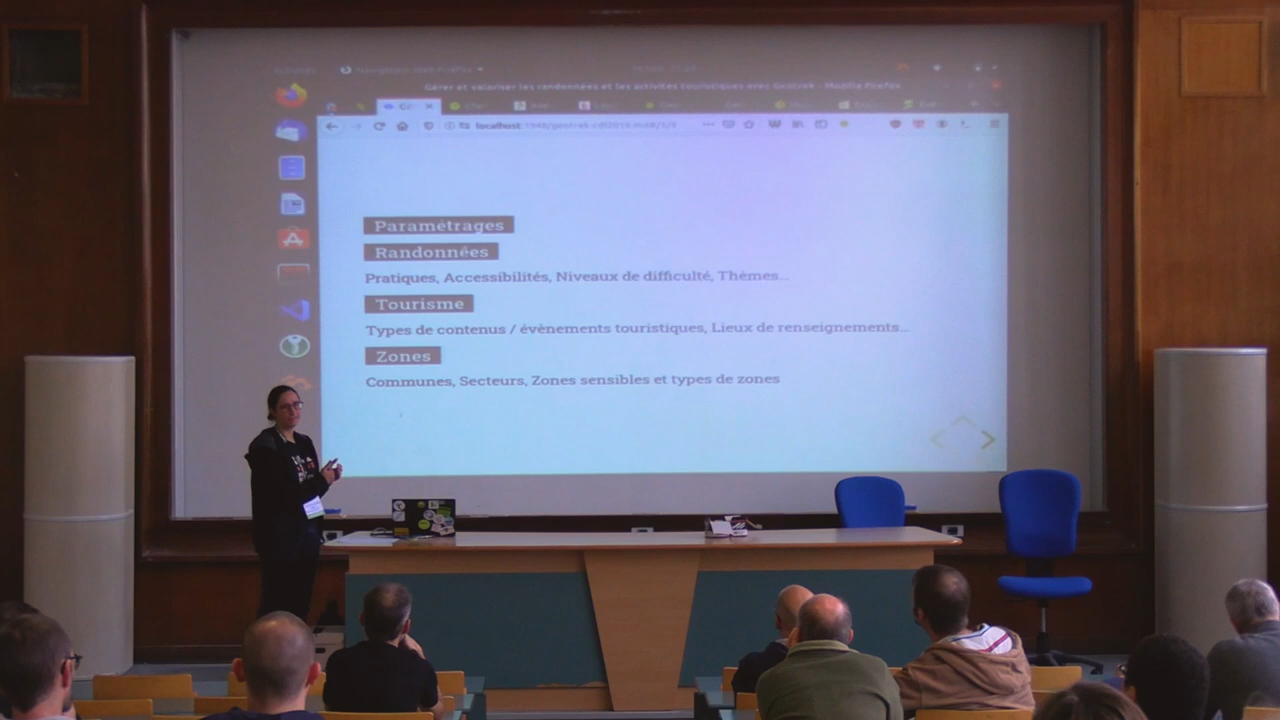 Gérer et valoriser les randonnées et les activités touristiques avec Geotrek - Mozilla Firefox
localhost
Paramétrages
Randonnées
Pratiques, Accessibilités, Niveaux de difficulté, Thèmes...
Tourisme
Types de contenus / évènements touristiques, Lieux de renseignements...
Zones
Communes, Secteurs, Zones sensibles et types de zones